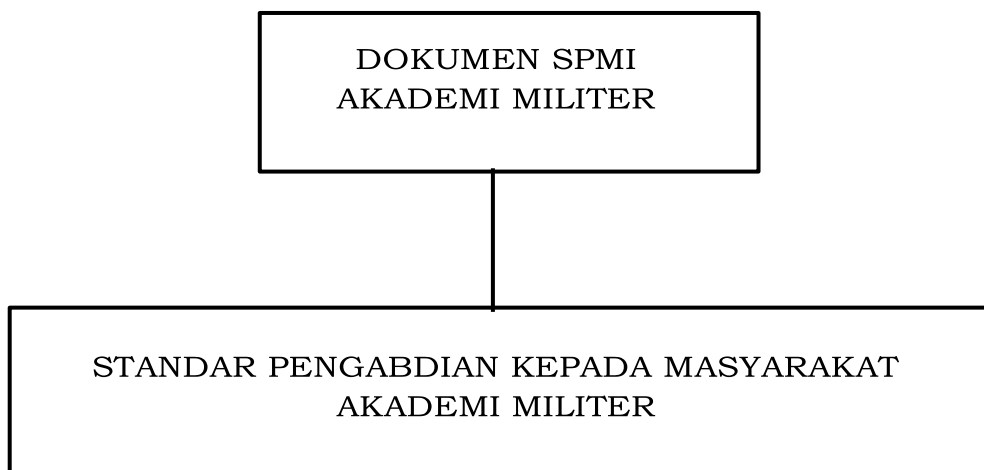 DOKUMEN SPMI
AKADEMI MILITER
STANDAR PENGABDIAN KEPADA MASYARAKAT
AKADEMI MILITER